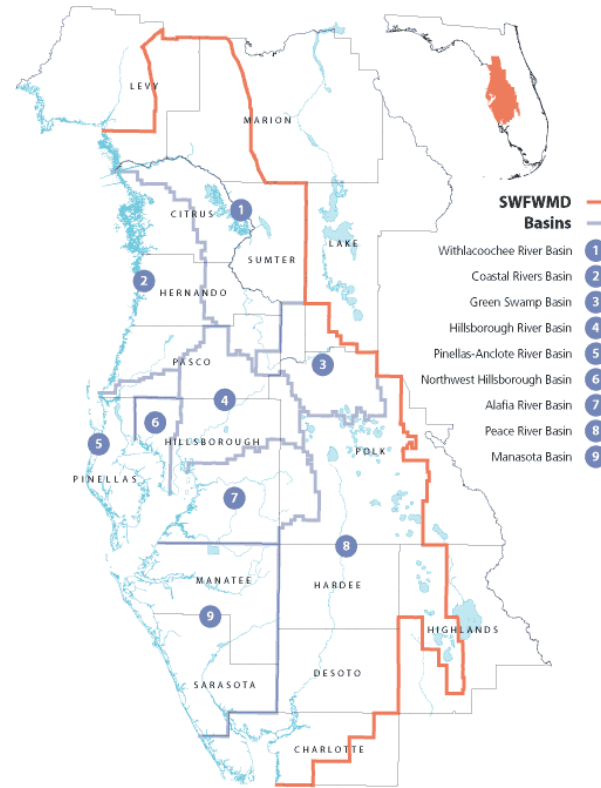 LEVY
MARION
CITRUS
1
LAKE
SUMTER
2
HERNANDO
PASCO
3
4
6
HILLSBOROUGH
5
POLK
PINELLAS
7
8
MANATEE
HARDEE
9
HIGHLANDS
SARASOTA
DESOTO
CHARLOTTE
SWFWMD
Basins
Withlacoochee River Basin 1
Coastal Rivers Basin 2
Green Swamp Basin 3
Hillsborough River Basin 4
Pinellas-Anclote River Basin 5
Northwest Hillsborough Basin 6
Alafia River Basin 7
Peace River Basin 8
Manasota Basin 9